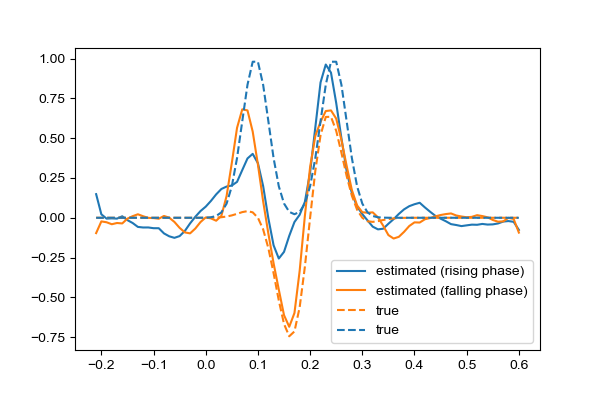 1.00
0.75
0.50
0.25
0.00
−0.25
−0.50
−0.75
estimated (rising phase)
estimated (falling phase)
true
true
−0.2 −0.1 0.0 0.1 0.2 0.3 0.4 0.5 0.6